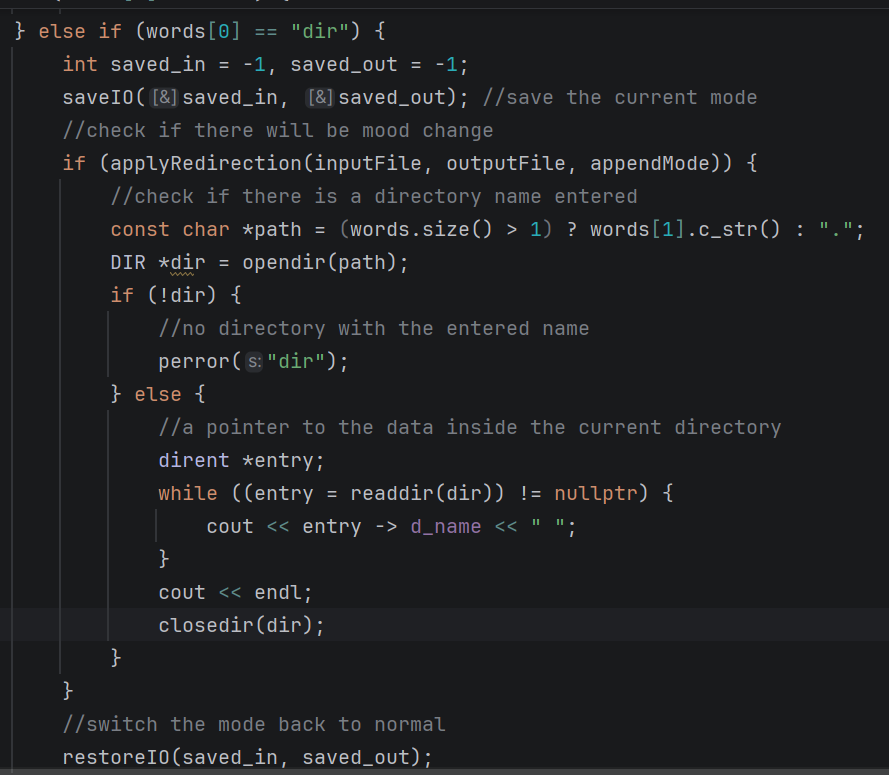 } else if (words[0] == "dir") {
int saved_in = -1, saved_out = -1;
saveIO([&]saved_in, [&]saved_out); //save the current mode
//check if there will be mood change
if (applyRedirection(inputFile, outputFile, appendMode)) {
//check if there is a directory name entered
const char *path = (words.size() > 1) ? words[1].c_str() : ".";
DIR *dir = opendir(path);
if (!dir) {
//no directory with the entered name
perror(s:"dir");
} else {
//a pointer to the data inside the current directory
dirent *entry;
while ((entry = readdir(dir)) != nullptr) {
cout << entry -> d_name << " ";
}
cout << endl;
closedir(dir);
}
}
//switch the mode back to normal
restoreIO(saved_in, saved_out);